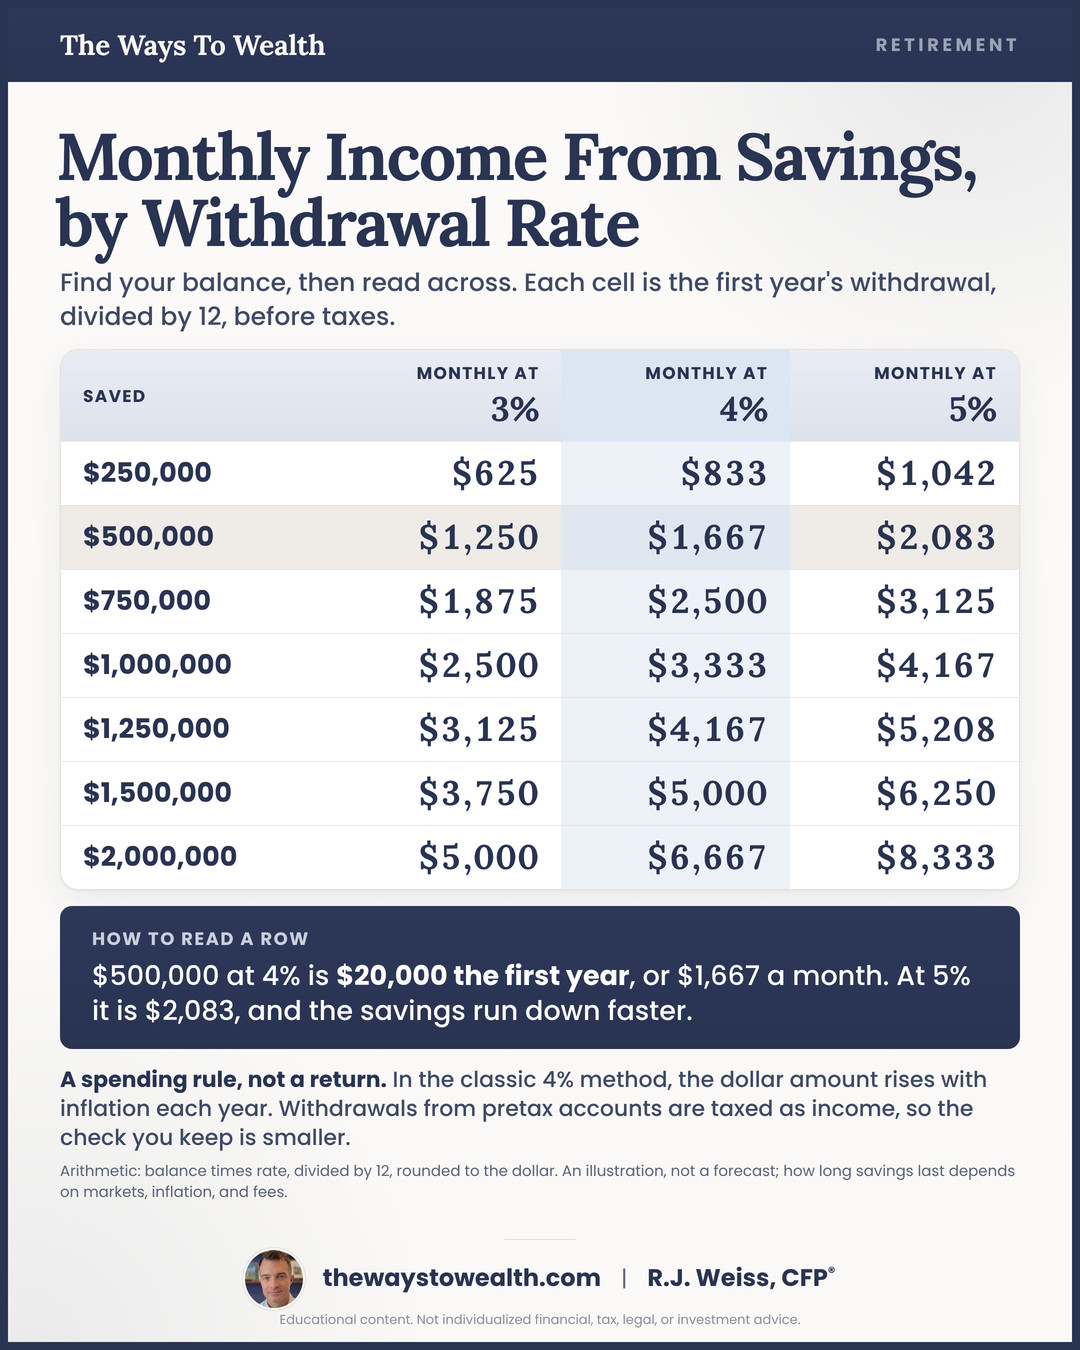 The Ways To Wealth
RETIREMENT
Monthly Income From Savings,
by Withdrawal Rate
Find your balance, then read across. Each cell is the first year's withdrawal,
divided by 12, before taxes.
SAVED MONTHLY AT 3% MONTHLY AT 4% MONTHLY AT 5%
$250,000 $625 $833 $1,042
$500,000 $1,250 $1,667 $2,083
$750,000 $1,875 $2,500 $3,125
$1,000,000 $2,500 $3,333 $4,167
$1,250,000 $3,125 $4,167 $5,208
$1,500,000 $3,750 $5,000 $6,250
$2,000,000 $5,000 $6,667 $8,333
HOW TO READ A ROW
$500,000 at 4% is $20,000 the first year, or $1,667 a month. At 5%
it is $2,083, and the savings run down faster.
A spending rule, not a return. In the classic 4% method, the dollar amount rises with
inflation each year. Withdrawals from pretax accounts are taxed as income, so the
check you keep is smaller.
Arithmetic: balance times rate, divided by 12, rounded to the dollar. An illustration, not a forecast; how long savings last depends
on markets, inflation, and fees.
thewaystowealth.com | R.J. Weiss, CFP®
Educational content. Not individualized financial, tax, legal, or investment advice.